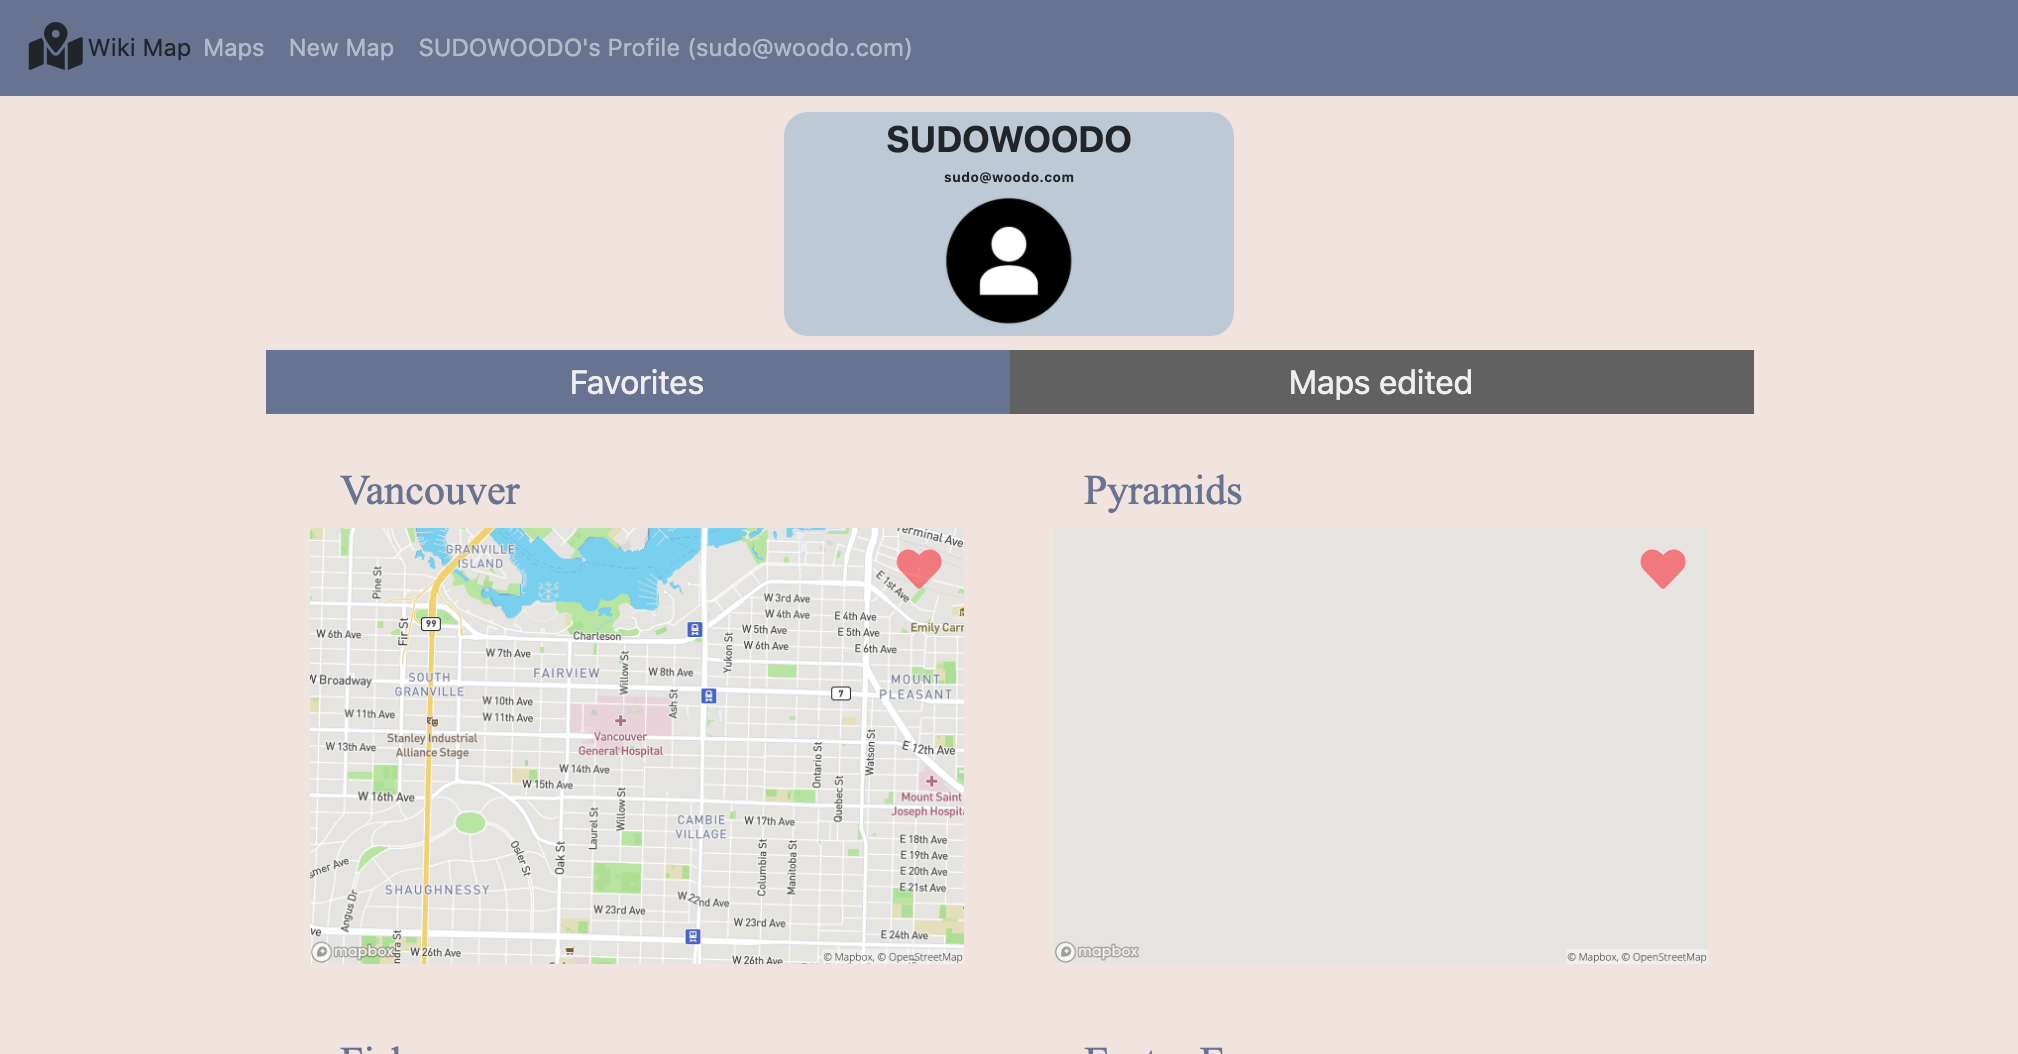 Wiki Map Maps New Map SUDOWOODO's Profile (sudo@woodo.com)
SUDOWOODO
sudo@woodo.com
Favorites Maps edited
Vancouver
Pyramids
Terminal Ave
GRANVILLE
ISLAND
Pine St
E 1st Ave
W 3rd Ave
W 4th Ave
E 4th Ave
99
Fir St
W 6th Ave
Charleson
W 5th Ave
E 5th Ave
Emily Carr
Yukon St
W 6th Ave
E 6th Ave
W 7th Ave
FAIRVIEW
Willow St
W 8th Ave
W Broadway
SOUTH
GRANVILLE
MOUNT
PLEASANT
7
W 10th Ave
Ash St
W 11th Ave
W 11th Ave
Stanley Industrial
Alliance Stage
Vancouver
General Hospital
W 13th Ave
Ontario St
Watson St
E 12th Ave
W 14th Ave
W 15th Ave
Quebec St
W 16th Ave
Mount Saint
Joseph Hospita
Laurel St
Willow St
CAMBIE
VILLAGE
W 17th Ave
Osler St
Oak St
Columbia St
Manitoba St
E 18th Ave
E 19th Ave
E 20th Ave
E 21st Ave
SHAUGHNESSY
Angus Dr
W 22nd Ave
W 23rd Ave
W 23rd Ave
E 24th Ave
W 26th Ave
W 26th Ave
mapbox
© Mapbox, © OpenStreetMap
mapbox
© Mapbox, © OpenStreetMap